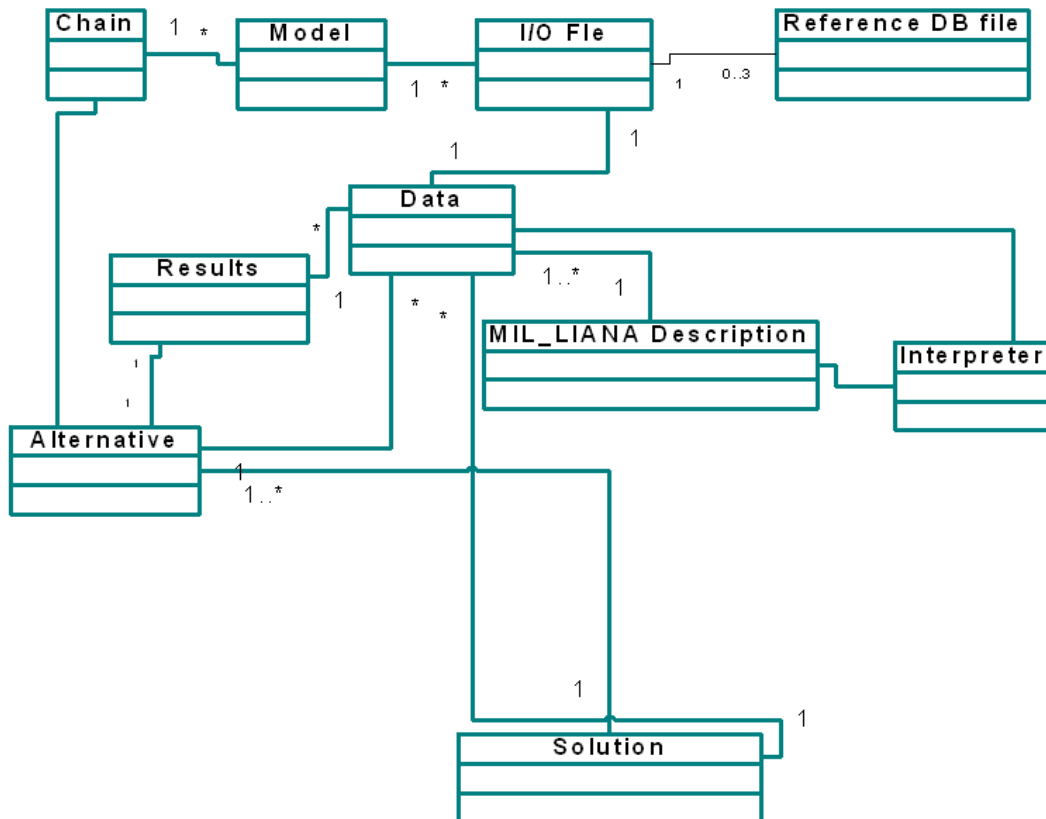 Chain
1
*
Model
I/O Fle
Reference DB file
1
*
1
0..3
1
1
Data
*
Results
1
*
*
1..*
1
MIL_LIANA Description
Interpreter
1
1
Alternative
1
1..*
1
1
Solution